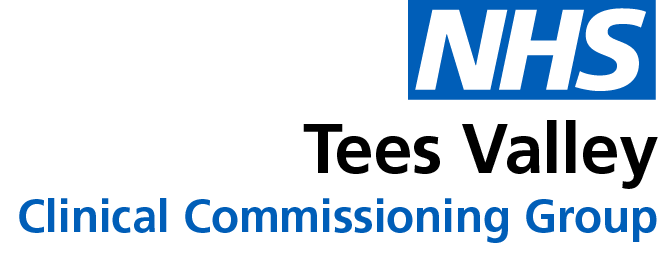 NHS
Tees Valley
Clinical Commissioning Group